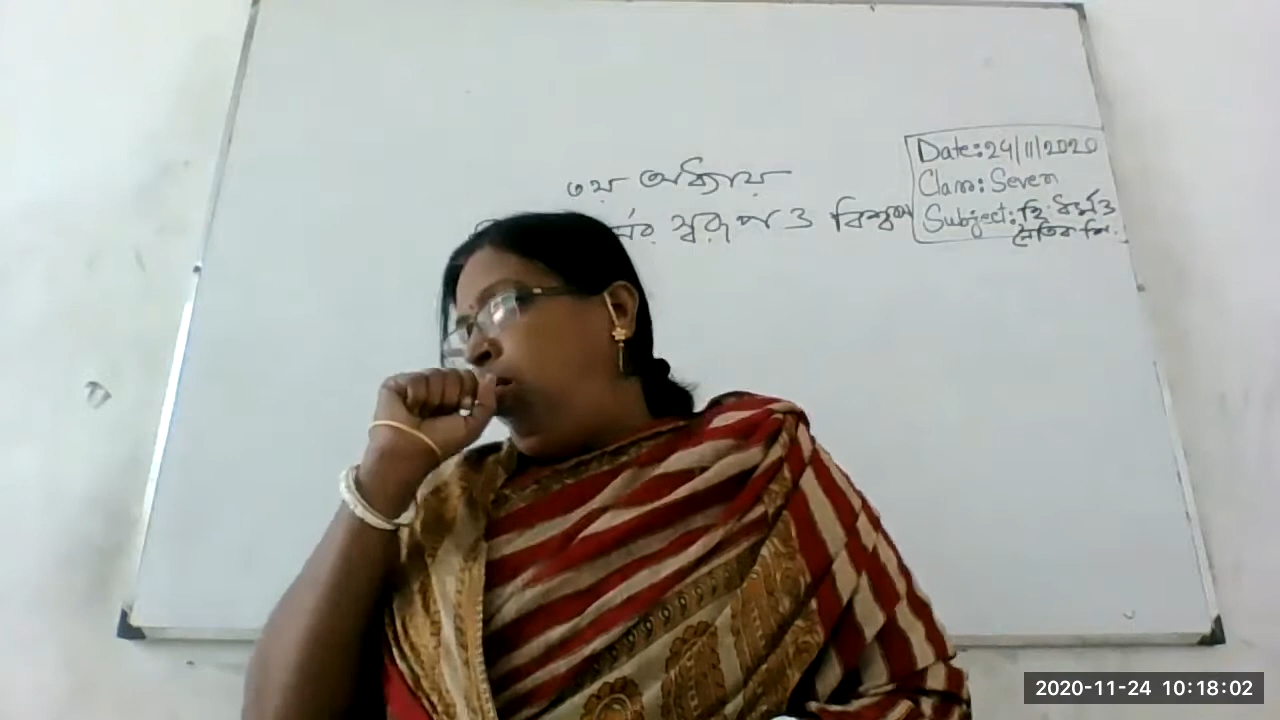 ৩য় অধ্যায়
র্মের স্বরূপ ও বিশ্বাস
Date: 24/11/2020
Class: Seven
Subject: হি. ধর্ম ও
নৈতিক শি.
2020-11-24 10:18:02